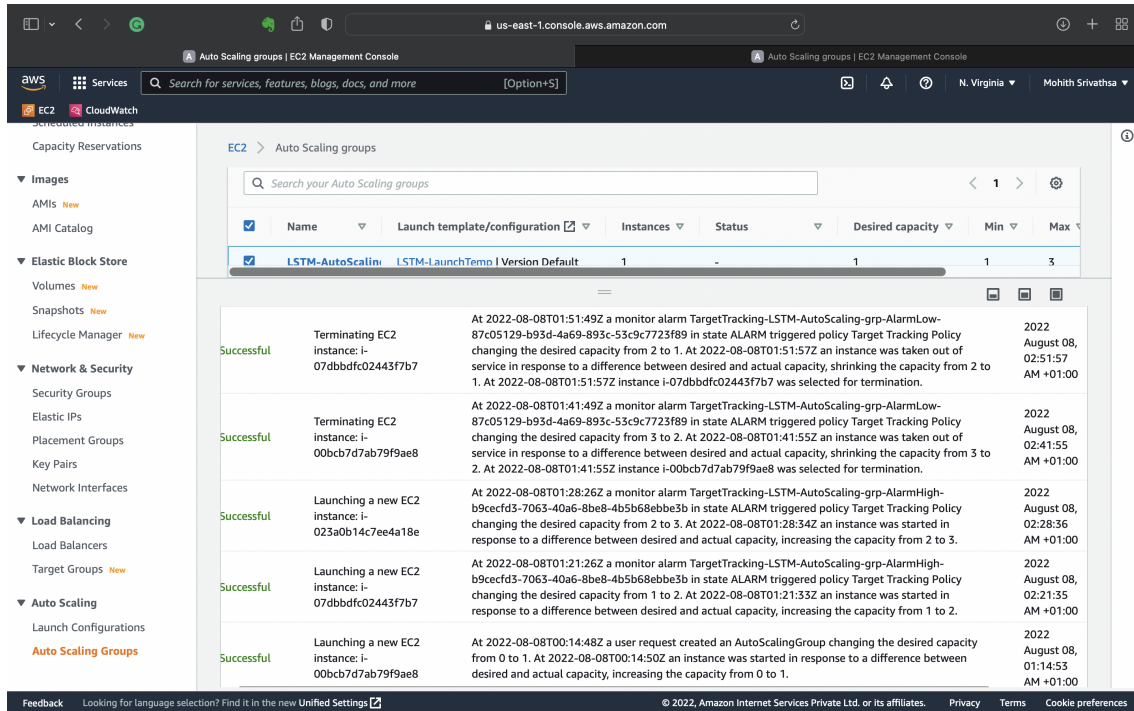 us-east-1.console.aws.amazon.com
A Auto Scaling groups | EC2 Management Console
A Auto Scaling groups | EC2 Management Console
aws Services Search for services, features, blogs, docs, and more [Option+S] N. Virginia ▼ Mohith Srivathsa ▼
EC2 CloudWatch
Scheduled Instances
Capacity Reservations
Images
AMIs New
AMI Catalog
Elastic Block Store
Volumes New
Snapshots New
Lifecycle Manager New
Network & Security
Security Groups
Elastic IPs
Placement Groups
Key Pairs
Network Interfaces
Load Balancing
Load Balancers
Target Groups New
Auto Scaling
Launch Configurations
Auto Scaling Groups
EC2 > Auto Scaling groups
Search your Auto Scaling groups
< 1 >
Name Launch template/configuration Instances Status Desired capacity Min Max
LSTM-AutoScalin LSTM-LaunchTemp | Version Default 1 - 1 1 3
Successful
Terminating EC2
instance: i-
07dbbdfc02443f7b7
At 2022-08-08T01:51:49Z a monitor alarm TargetTracking-LSTM-AutoScaling-grp-AlarmLow-
87c05129-b93d-4a69-893c-53c9c7723f89 in state ALARM triggered policy Target Tracking Policy
changing the desired capacity from 2 to 1. At 2022-08-08T01:51:57Z an instance was taken out of
service in response to a difference between desired and actual capacity, shrinking the capacity from 2 to
1. At 2022-08-08T01:51:57Z instance i-07dbbdfc02443f7b7 was selected for termination.
2022
August 08,
02:51:57
AM +01:00
Successful
Terminating EC2
instance: i-
00bcb7d7ab79f9ae8
At 2022-08-08T01:41:49Z a monitor alarm TargetTracking-LSTM-AutoScaling-grp-AlarmLow-
87c05129-b93d-4a69-893c-53c9c7723f89 in state ALARM triggered policy Target Tracking Policy
changing the desired capacity from 3 to 2. At 2022-08-08T01:41:55Z an instance was taken out of
service in response to a difference between desired and actual capacity, shrinking the capacity from 3 to
2. At 2022-08-08T01:41:55Z instance i-00bcb7d7ab79f9ae8 was selected for termination.
2022
August 08,
02:41:55
AM +01:00
Successful
Launching a new EC2
instance: i-
023a0b14c7ee4a18e
At 2022-08-08T01:28:26Z a monitor alarm TargetTracking-LSTM-AutoScaling-grp-AlarmHigh-
b9cecfd3-7063-40a6-8be8-4b5b68ebbe3b in state ALARM triggered policy Target Tracking Policy
changing the desired capacity from 2 to 3. At 2022-08-08T01:28:34Z an instance was started in
response to a difference between desired and actual capacity, increasing the capacity from 2 to 3.
2022
August 08,
02:28:36
AM +01:00
Successful
Launching a new EC2
instance: i-
07dbbdfc02443f7b7
At 2022-08-08T01:21:26Z a monitor alarm TargetTracking-LSTM-AutoScaling-grp-AlarmHigh-
b9cecfd3-7063-40a6-8be8-4b5b68ebbe3b in state ALARM triggered policy Target Tracking Policy
changing the desired capacity from 1 to 2. At 2022-08-08T01:21:33Z an instance was started in
response to a difference between desired and actual capacity, increasing the capacity from 1 to 2.
2022
August 08,
02:21:35
AM +01:00
Successful
Launching a new EC2
instance: i-
00bcb7d7ab79f9ae8
At 2022-08-08T00:14:48Z a user request created an AutoScalingGroup changing the desired capacity
from 0 to 1. At 2022-08-08T00:14:50Z an instance was started in response to a difference between
desired and actual capacity, increasing the capacity from 0 to 1.
2022
August 08,
01:14:53
AM +01:00
Feedback Looking for language selection? Find it in the new Unified Settings © 2022, Amazon Internet Services Private Ltd. or its affiliates. Privacy Terms Cookie preferences